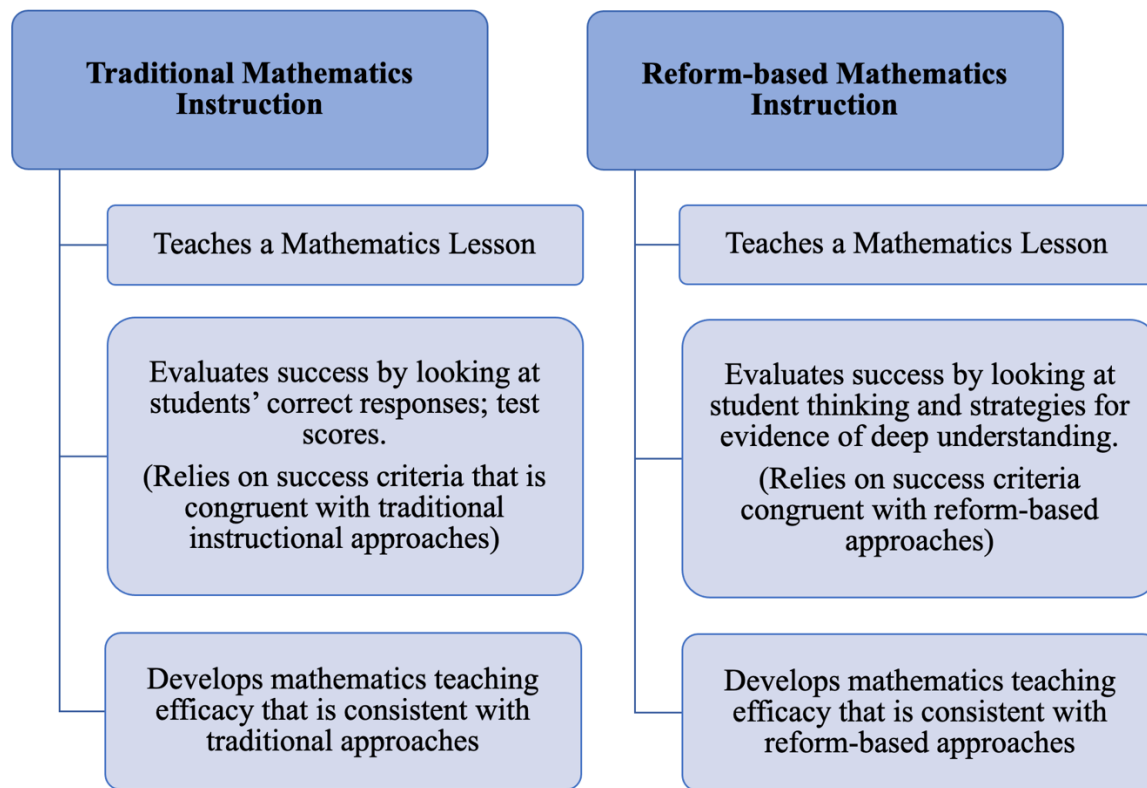 Traditional Mathematics
Instruction
Teaches a Mathematics Lesson
Evaluates success by looking at
students’ correct responses; test
scores.
(Relies on success criteria that is
congruent with traditional
instructional approaches)
Develops mathematics teaching
efficacy that is consistent with
traditional approaches
Reform-based Mathematics
Instruction
Teaches a Mathematics Lesson
Evaluates success by looking at
student thinking and strategies for
evidence of deep understanding.
(Relies on success criteria
congruent with reform-based
approaches)
Develops mathematics teaching
efficacy that is consistent with
reform-based approaches